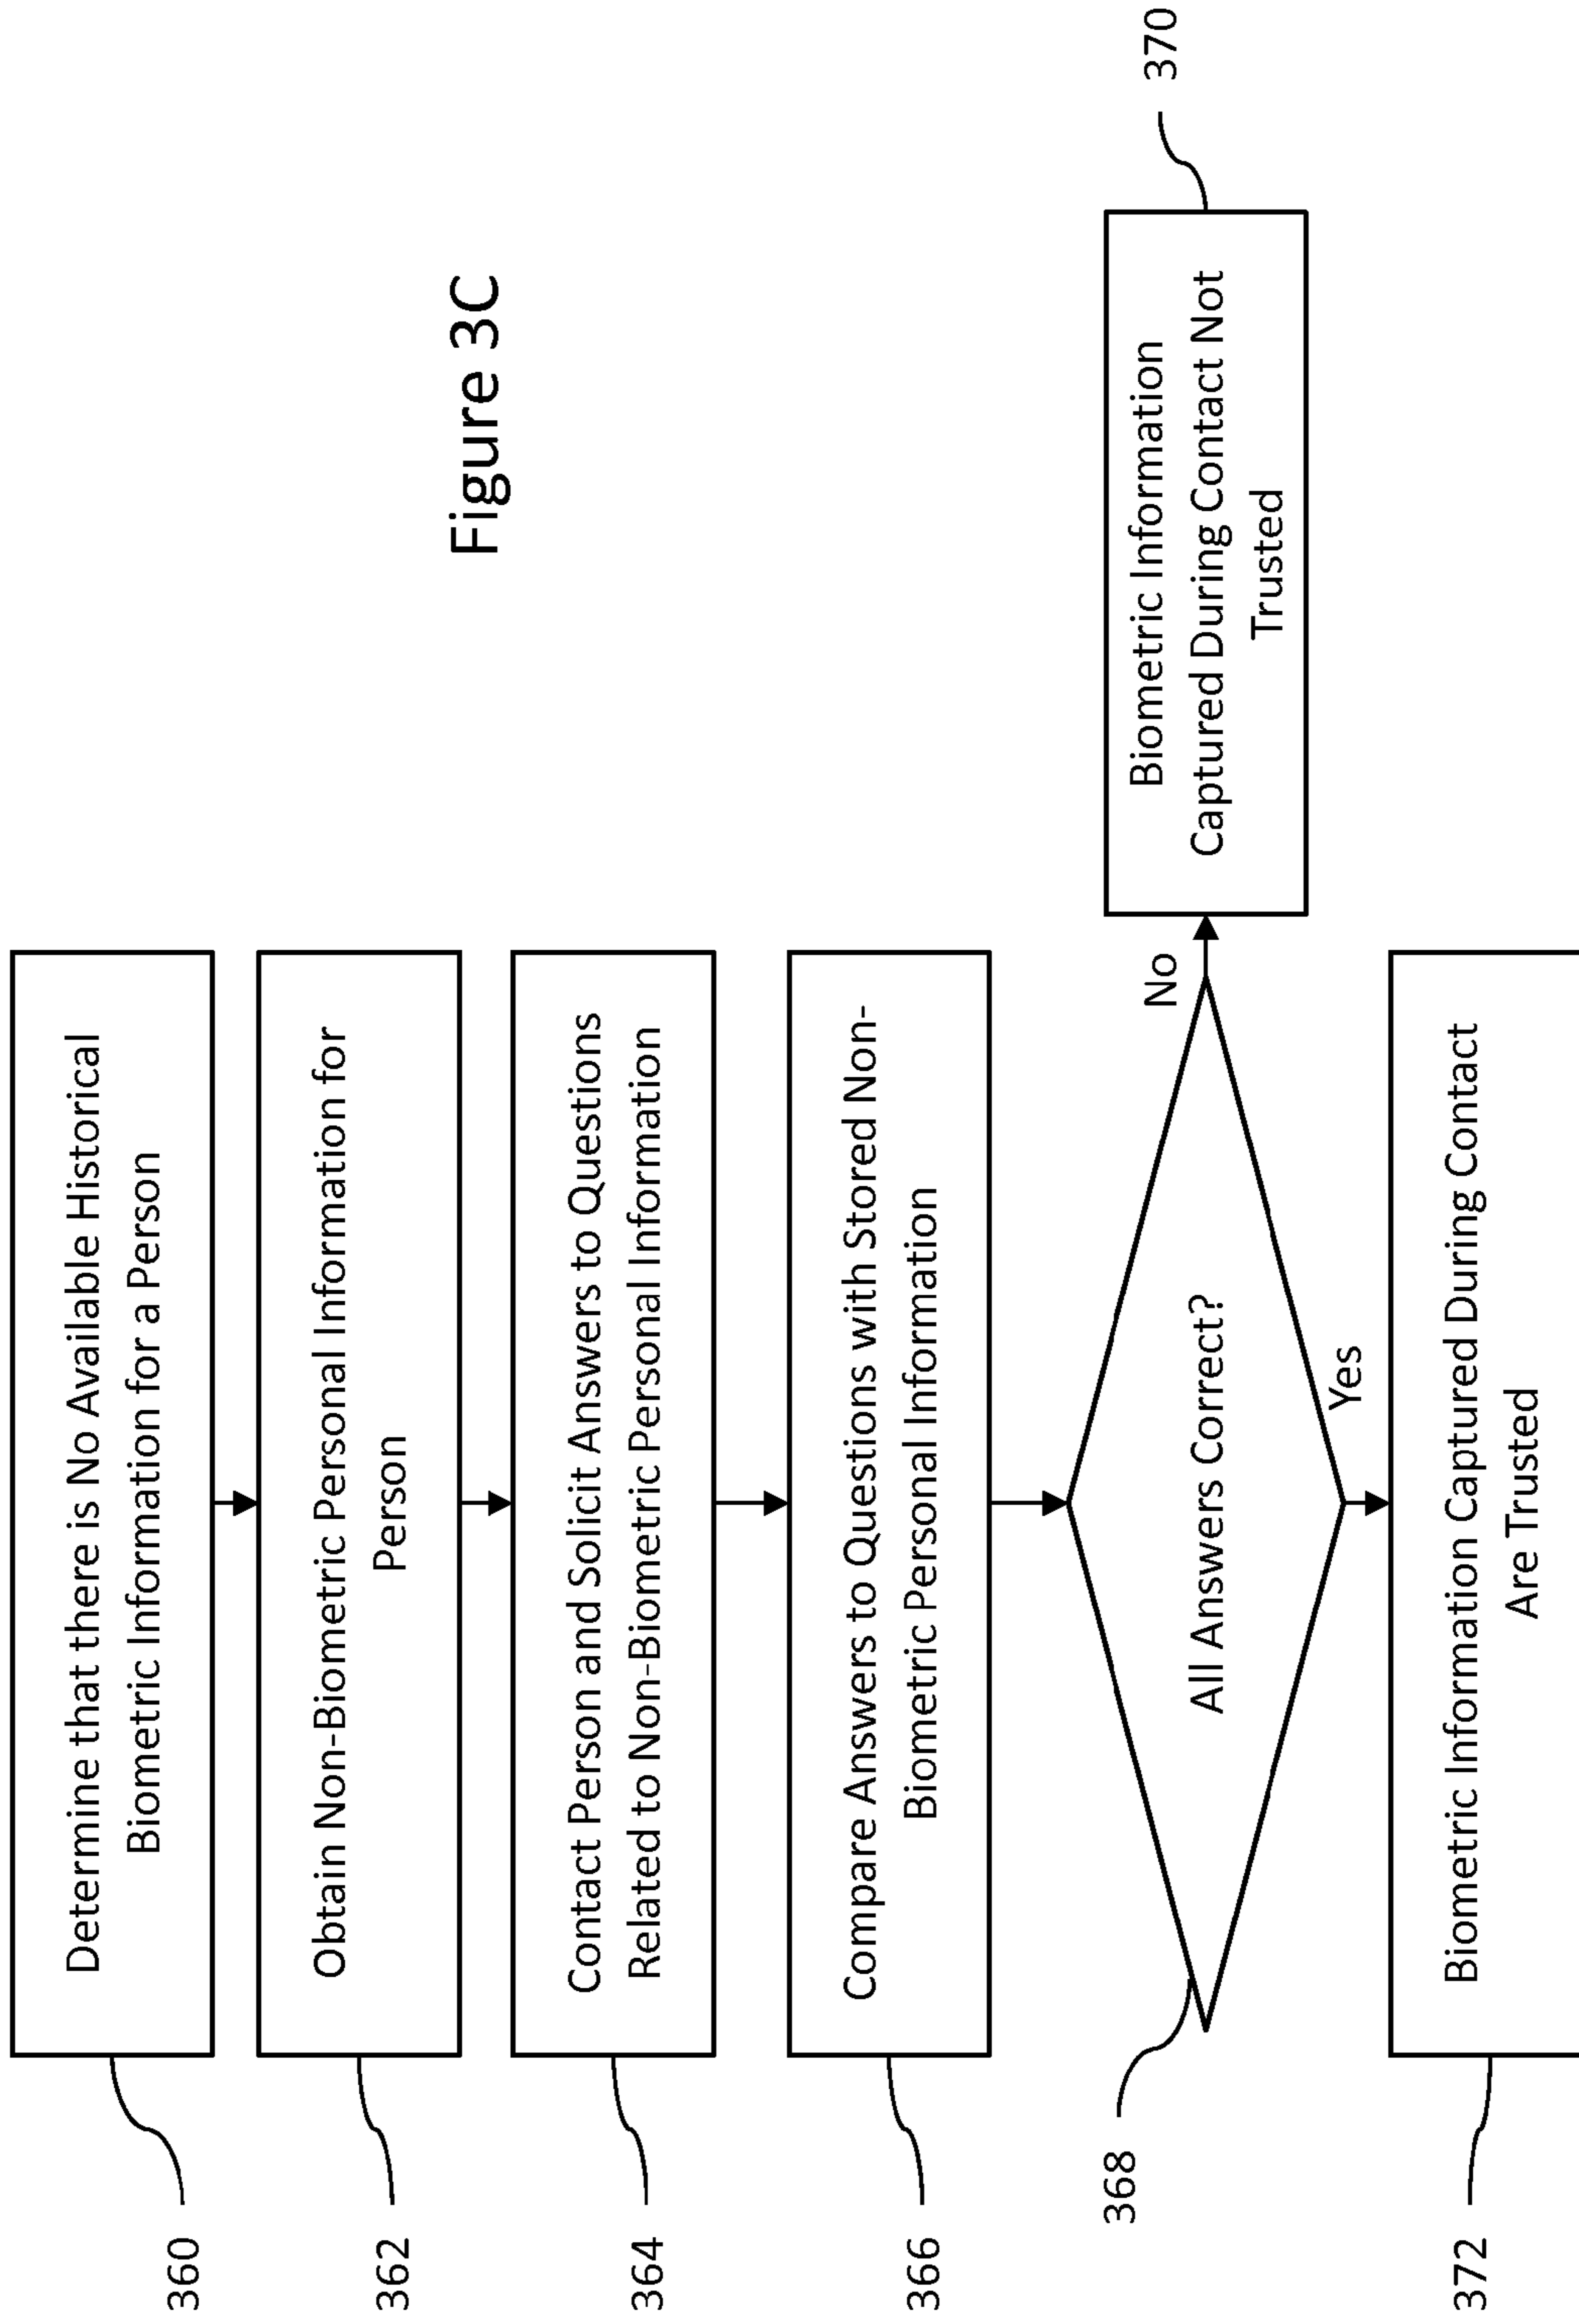 360
Determine that there is No Available Historical
Biometric Information for a Person
362
Obtain Non-Biometric Personal Information for
Person
364
Contact Person and Solicit Answers to Questions
Related to Non-Biometric Personal Information
366
Compare Answers to Questions with Stored Non-
Biometric Personal Information
368
All Answers Correct?
No
Biometric Information
Captured During Contact Not
Trusted
370
Yes
372
Biometric Information Captured During Contact
Are Trusted
Figure 3C